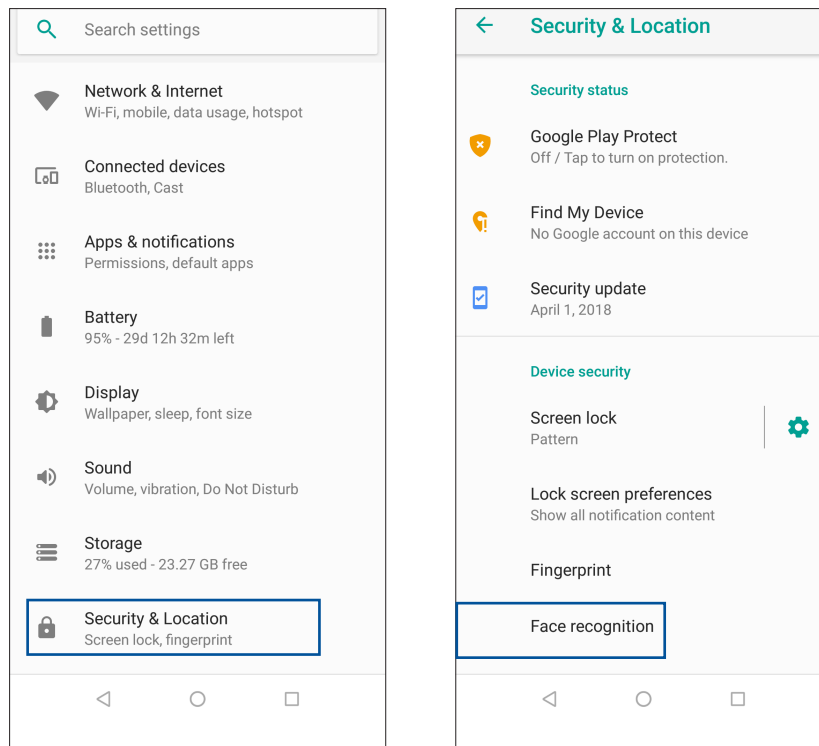 Search settings
Network & Internet
Wi-Fi, mobile, data usage, hotspot
Connected devices
Bluetooth, Cast
Apps & notifications
Permissions, default apps
Battery
95% - 29d 12h 32m left
Display
Wallpaper, sleep, font size
Sound
Volume, vibration, Do Not Disturb
Storage
27% used - 23.27 GB free
Security & Location
Screen lock, fingerprint
Security & Location
Security status
Google Play Protect
Off / Tap to turn on protection.
Find My Device
No Google account on this device
Security update
April 1, 2018
Device security
Screen lock
Pattern
Lock screen preferences
Show all notification content
Fingerprint
Face recognition